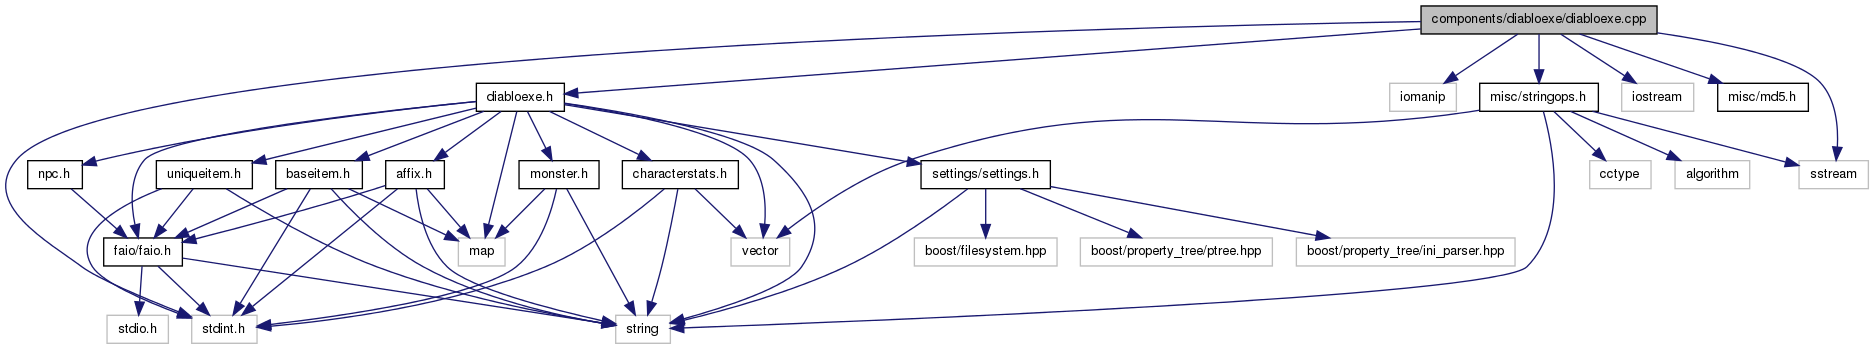 components/diabloexe/diabloexe.cpp
diabloexe.h
iomanip
misc/stringops.h
iostream
misc/md5.h
npc.h
uniqueitem.h
baseitem.h
affix.h
monster.h
characterstats.h
settings/settings.h
cctype
algorithm
sstream
faio/faio.h
map
vector
boost/filesystem.hpp
boost/property_tree/ptree.hpp
boost/property_tree/ini_parser.hpp
stdio.h
stdint.h
string